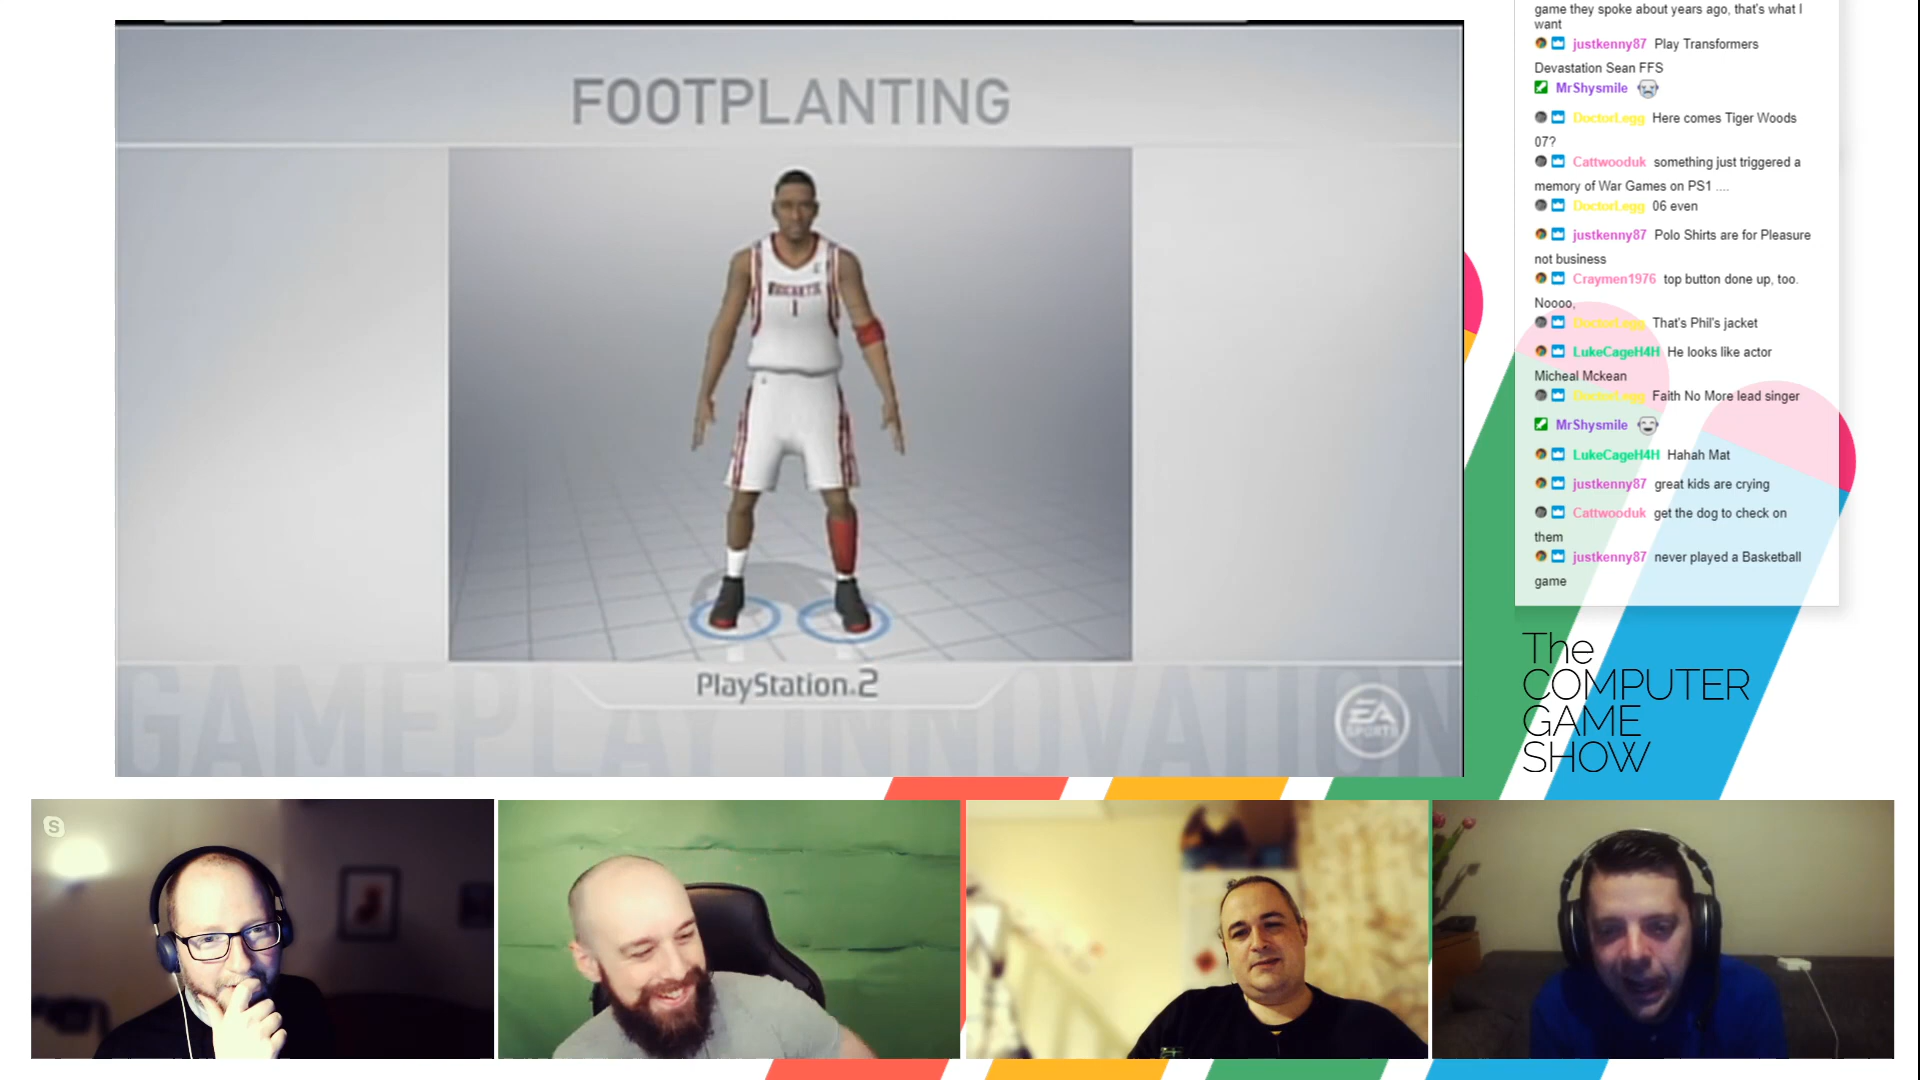 FOOTPLANTING
ROCKETS
1
PlayStation.2
GAMEPLAY INNOVATION
EA
SPORTS
game they spoke about years ago, that's what I
want
justkenny87 Play Transformers
Devastation Sean FFS
MrShysmile
DoctorLegg Here comes Tiger Woods
07?
Cattwooduk something just triggered a
memory of War Games on PS1 ....
DoctorLegg 06 even
justkenny87 Polo Shirts are for Pleasure
not business
Craymen1976 top button done up, too.
Noooo,
DoctorLegg That's Phil's jacket
LukeCageH4H He looks like actor
Micheal Mckean
DoctorLegg Faith No More lead singer
MrShysmile
LukeCageH4H Hahah Mat
justkenny87 great kids are crying
Cattwooduk get the dog to check on
them
justkenny87 never played a Basketball
game
The
COMPUTER
GAME
SHOW
S